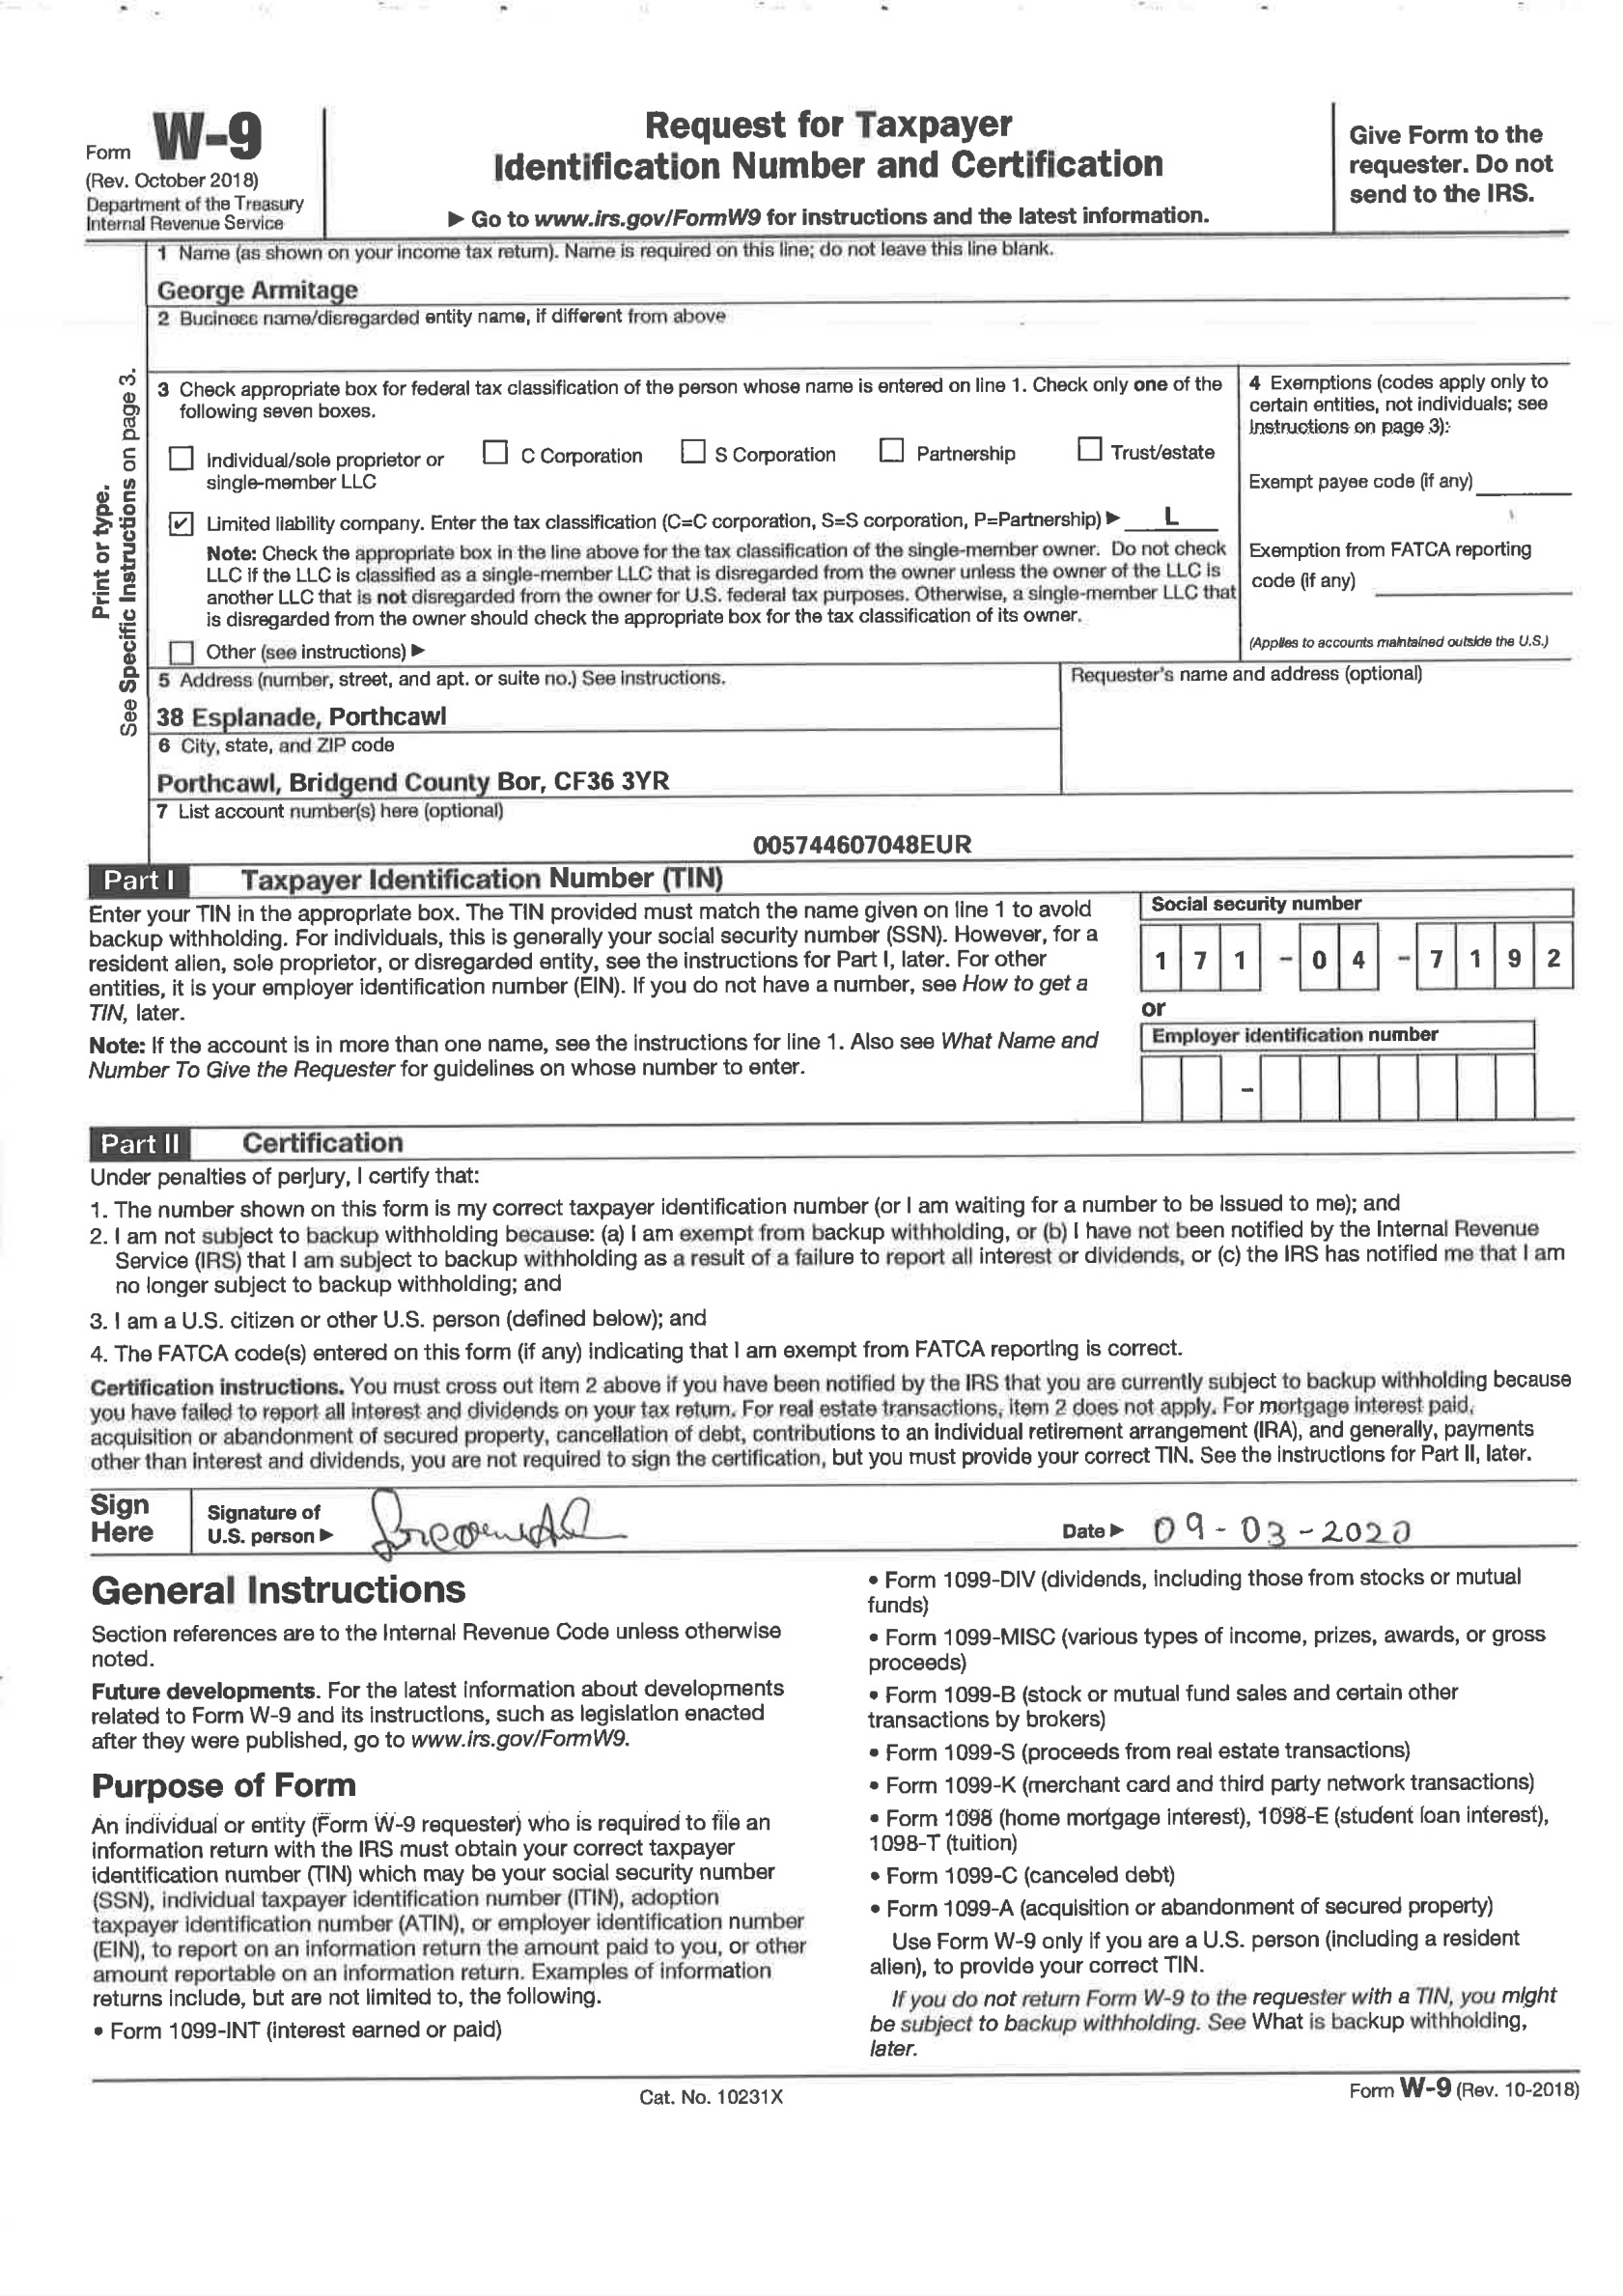 Form W-9
(Rev. October 2018)
Department of the Treasury
Internal Revenue Service
Request for Taxpayer
Identification Number and Certification
▶ Go to www.irs.gov/FormW9 for instructions and the latest information.
Give Form to the
requester. Do not
send to the IRS.
Print or type.
See Specific Instructions on page 3.
1 Name (as shown on your income tax return). Name is required on this line; do not leave this line blank.
George Armitage
2 Business name/disregarded entity name, if different from above
3 Check appropriate box for federal tax classification of the person whose name is entered on line 1. Check only one of the
following seven boxes.
Individual/sole proprietor or
single-member LLC
C Corporation
S Corporation
Partnership
Trust/estate
Limited liability company. Enter the tax classification (C=C corporation, S=S corporation, P=Partnership) ▶ L
Note: Check the appropriate box in the line above for the tax classification of the single-member owner. Do not check
LLC if the LLC is classified as a single-member LLC that is disregarded from the owner unless the owner of the LLC is
another LLC that is not disregarded from the owner for U.S. federal tax purposes. Otherwise, a single-member LLC that
is disregarded from the owner should check the appropriate box for the tax classification of its owner.
Other (see instructions) ▶
4 Exemptions (codes apply only to
certain entities, not individuals; see
instructions on page 3):
Exempt payee code (if any)
Exemption from FATCA reporting
code (if any)
(Applies to accounts maintained outside the U.S.)
5 Address (number, street, and apt. or suite no.) See instructions.
38 Esplanade, Porthcawl
Requester's name and address (optional)
6 City, state, and ZIP code
Porthcawl, Bridgend County Bor, CF36 3YR
7 List account number(s) here (optional)
005744607048EUR
Part I Taxpayer Identification Number (TIN)
Enter your TIN in the appropriate box. The TIN provided must match the name given on line 1 to avoid
backup withholding. For individuals, this is generally your social security number (SSN). However, for a
resident alien, sole proprietor, or disregarded entity, see the instructions for Part I, later. For other
entities, it is your employer identification number (EIN). If you do not have a number, see How to get a
TIN, later.
Note: If the account is in more than one name, see the instructions for line 1. Also see What Name and
Number To Give the Requester for guidelines on whose number to enter.
Social security number
1 7 1 - 0 4 - 7 1 9 2
or
Employer identification number
-
Part II Certification
Under penalties of perjury, I certify that:
1. The number shown on this form is my correct taxpayer identification number (or I am waiting for a number to be issued to me); and
2. I am not subject to backup withholding because: (a) I am exempt from backup withholding, or (b) I have not been notified by the Internal Revenue
Service (IRS) that I am subject to backup withholding as a result of a failure to report all interest or dividends, or (c) the IRS has notified me that I am
no longer subject to backup withholding; and
3. I am a U.S. citizen or other U.S. person (defined below); and
4. The FATCA code(s) entered on this form (if any) indicating that I am exempt from FATCA reporting is correct.
Certification instructions. You must cross out item 2 above if you have been notified by the IRS that you are currently subject to backup withholding because
you have failed to report all interest and dividends on your tax return. For real estate transactions, item 2 does not apply. For mortgage interest paid,
acquisition or abandonment of secured property, cancellation of debt, contributions to an individual retirement arrangement (IRA), and generally, payments
other than interest and dividends, you are not required to sign the certification, but you must provide your correct TIN. See the instructions for Part II, later.
Sign
Here
Signature of
U.S. person ▶
Date ▶ 09-03-2020
General Instructions
Section references are to the Internal Revenue Code unless otherwise
noted.
Future developments. For the latest information about developments
related to Form W-9 and its instructions, such as legislation enacted
after they were published, go to www.irs.gov/FormW9.
Purpose of Form
An individual or entity (Form W-9 requester) who is required to file an
information return with the IRS must obtain your correct taxpayer
identification number (TIN) which may be your social security number
(SSN), individual taxpayer identification number (ITIN), adoption
taxpayer identification number (ATIN), or employer identification number
(EIN), to report on an information return the amount paid to you, or other
amount reportable on an information return. Examples of information
returns include, but are not limited to, the following.
• Form 1099-INT (interest earned or paid)
• Form 1099-DIV (dividends, including those from stocks or mutual
funds)
• Form 1099-MISC (various types of income, prizes, awards, or gross
proceeds)
• Form 1099-B (stock or mutual fund sales and certain other
transactions by brokers)
• Form 1099-S (proceeds from real estate transactions)
• Form 1099-K (merchant card and third party network transactions)
• Form 1098 (home mortgage interest), 1098-E (student loan interest),
1098-T (tuition)
• Form 1099-C (canceled debt)
• Form 1099-A (acquisition or abandonment of secured property)
Use Form W-9 only if you are a U.S. person (including a resident
alien), to provide your correct TIN.
If you do not return Form W-9 to the requester with a TIN, you might
be subject to backup withholding. See What is backup withholding,
later.
Cat. No. 10231X
Form W-9 (Rev. 10-2018)